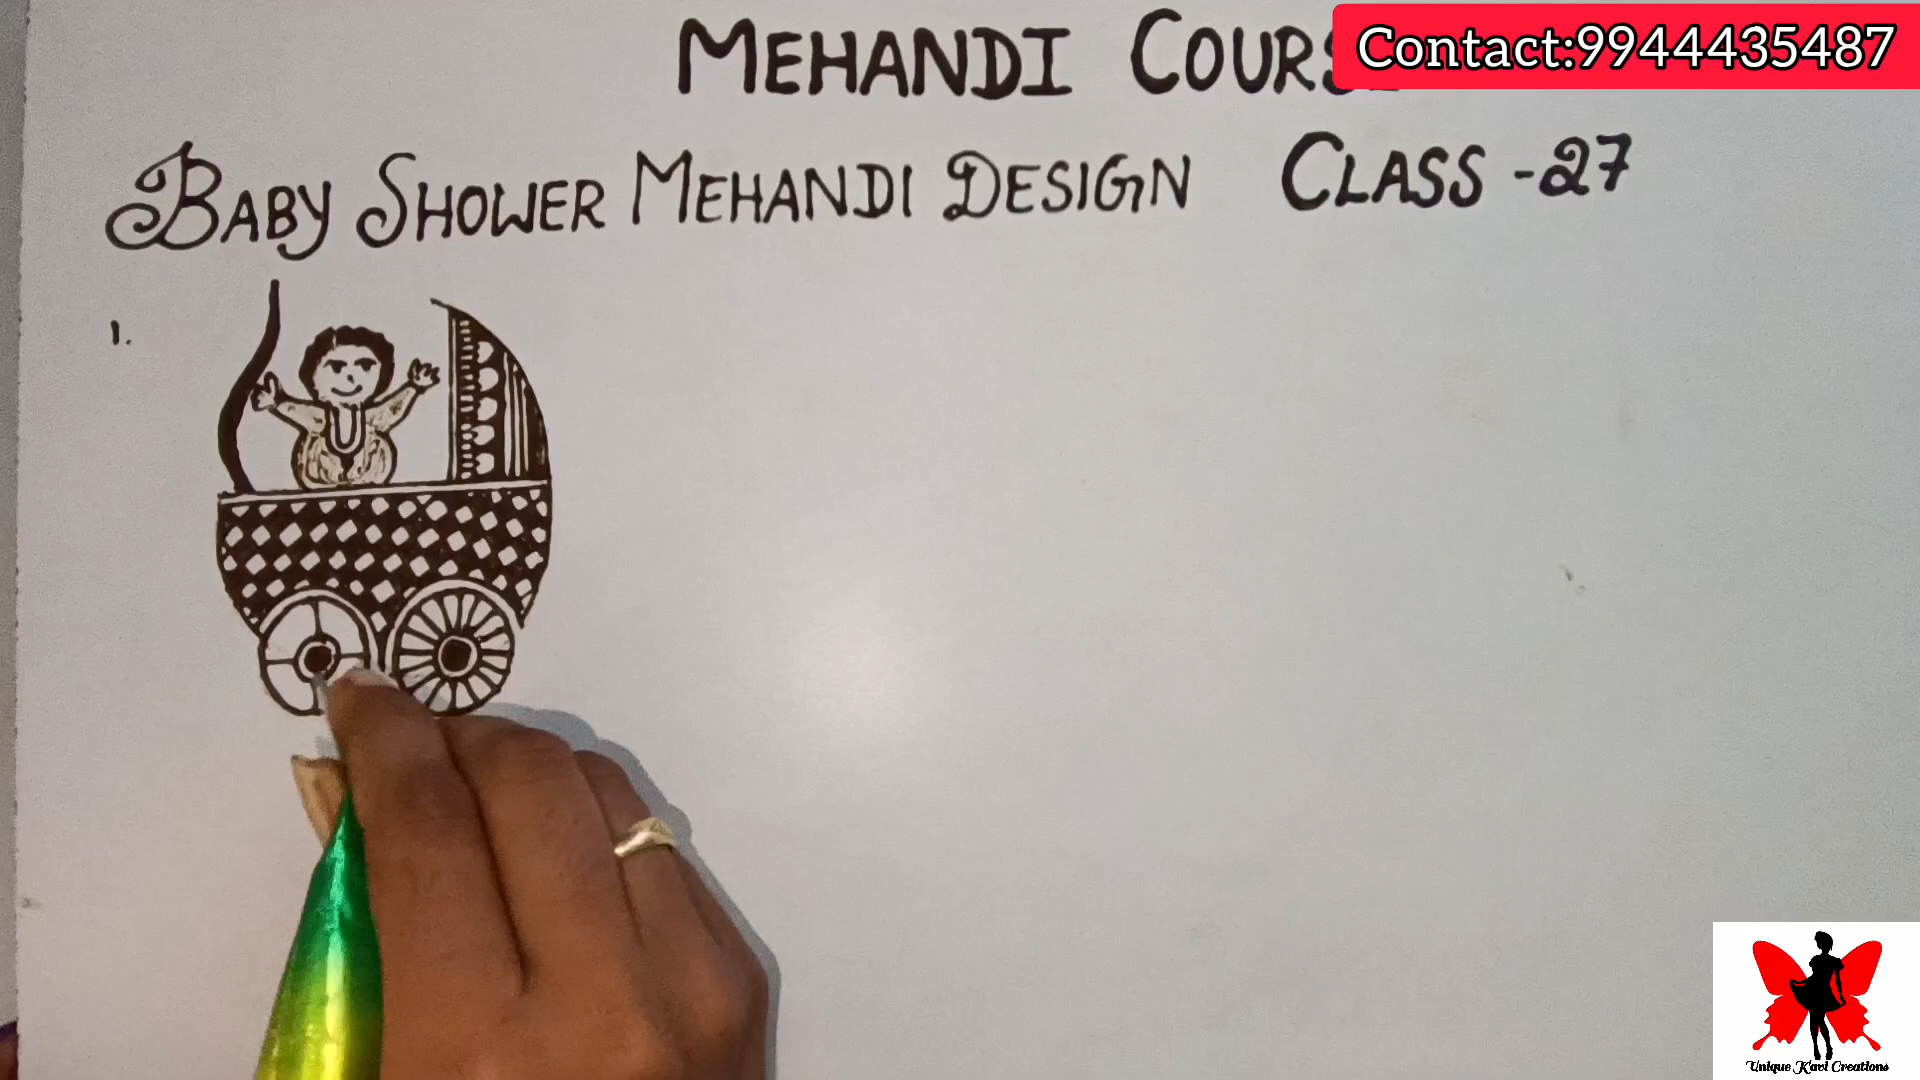 MEHANDI COURS
Contact:9944435487
BABY SHOWER MEHANDI DESIGN CLASS -27
1.
Unique Kavi Creations